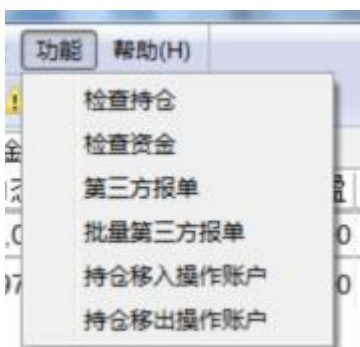 功能 帮助(H)
检查持仓
检查资金
第三方报单
批量第三方报单
持仓移入操作账户
持仓移出操作账户